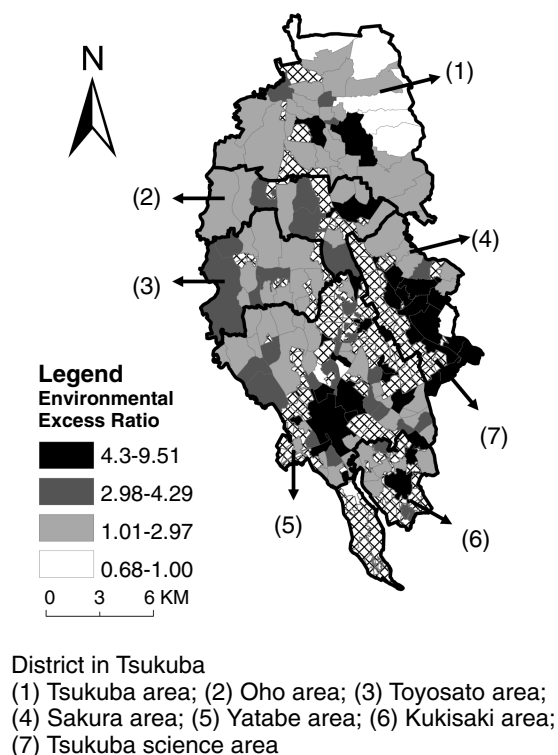 N
(1)
(2)
(4)
(3)
Legend
Environmental
Excess Ratio
4.3-9.51
2.98-4.29
1.01-2.97
0.68-1.00
0 3 6 KM
(7)
(5)
(6)
District in Tsukuba
(1) Tsukuba area; (2) Oho area; (3) Toyosato area;
(4) Sakura area; (5) Yatabe area; (6) Kukisaki area;
(7) Tsukuba science area